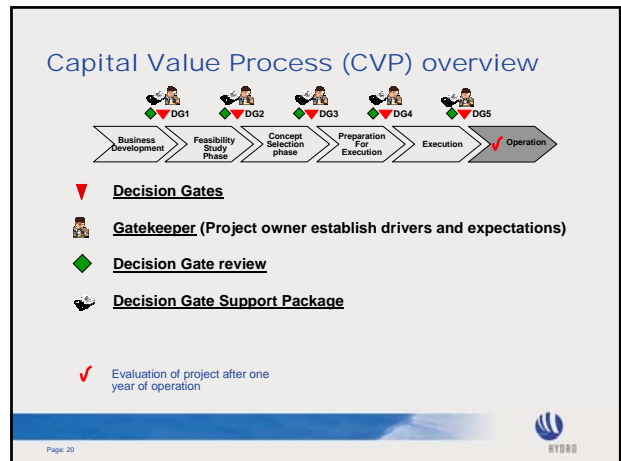 Capital Value Process (CVP) overview
DG1 DG2 DG3 DG4 DG5
Business Development
Feasibility Study Phase
Concept Selection phase
Preparation For Execution
Execution
Operation
Decision Gates
Gatekeeper (Project owner establish drivers and expectations)
Decision Gate review
Decision Gate Support Package
Evaluation of project after one
year of operation
Page: 20
HYDRO